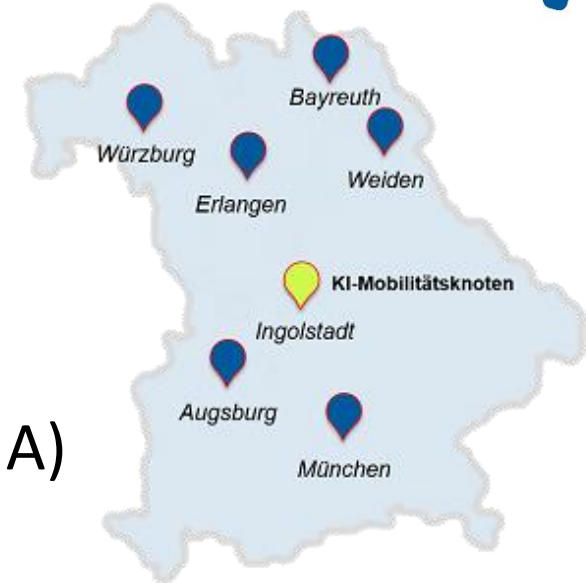 Bayreuth
Würzburg
Weiden
Erlangen
KI-Mobilitätsknoten
Ingolstadt
Augsburg
A)
München